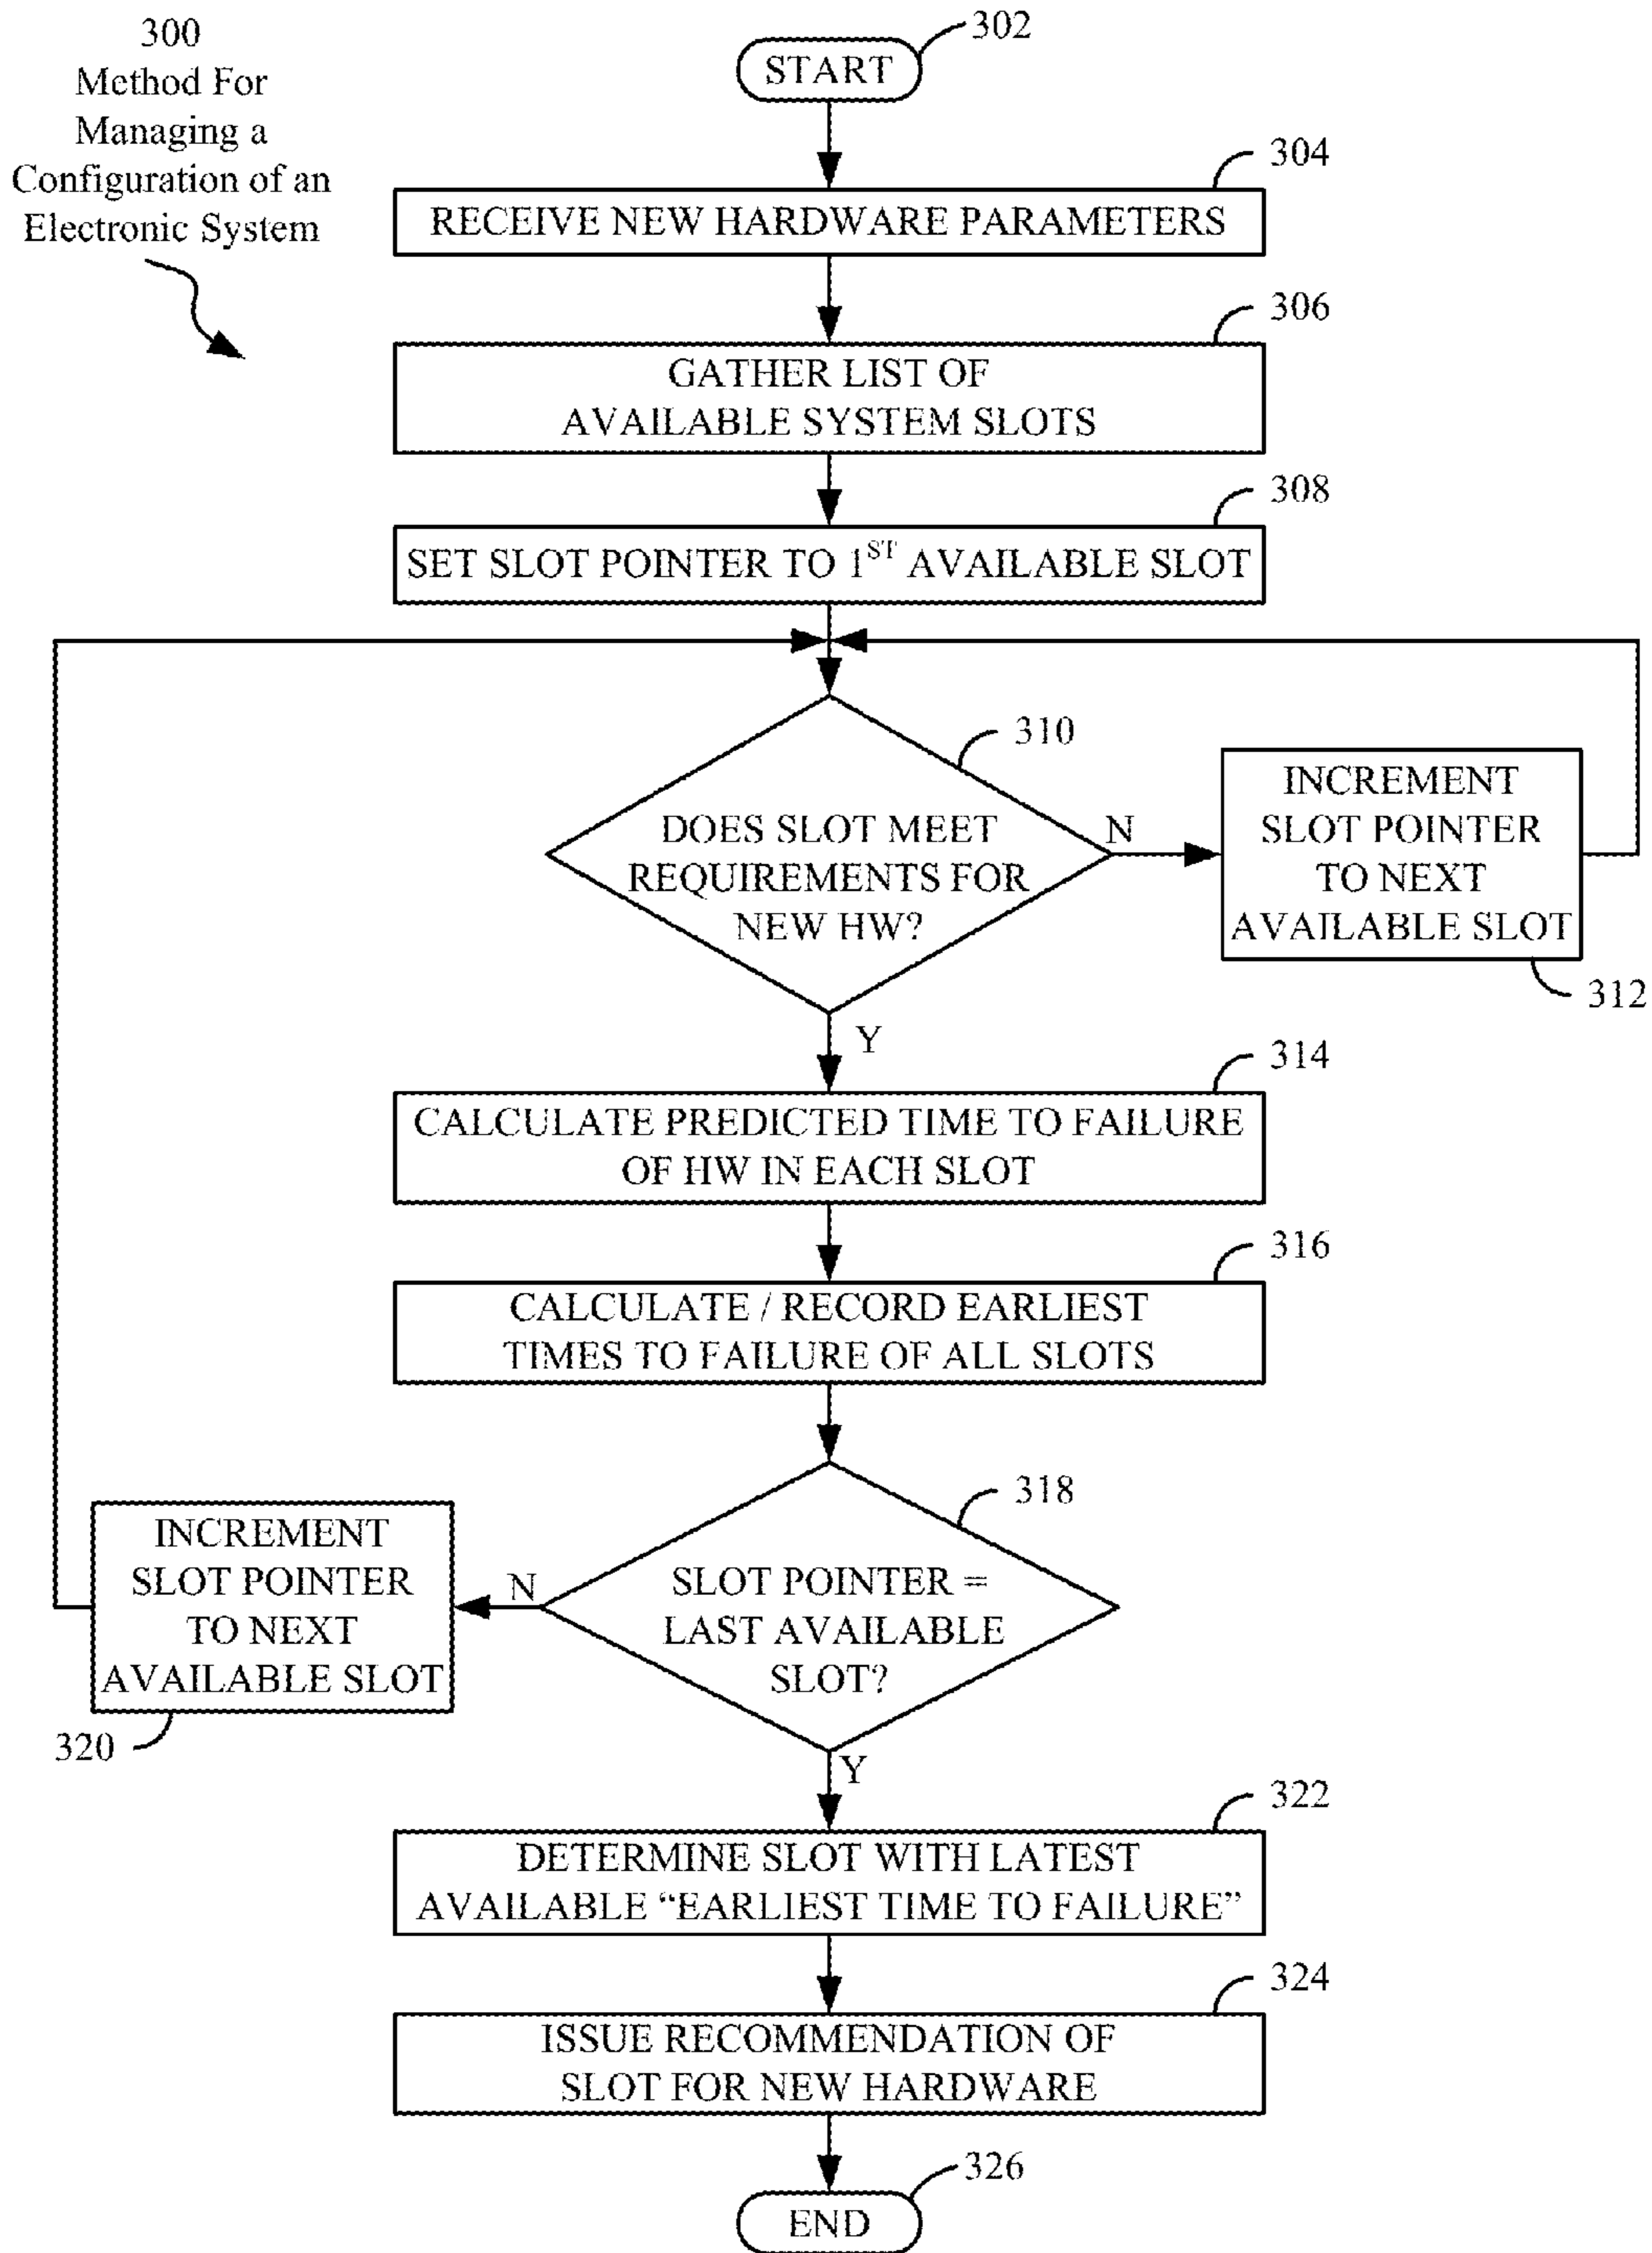 300
Method For
Managing a
Configuration of an
Electronic System
302
START
304
RECEIVE NEW HARDWARE PARAMETERS
306
GATHER LIST OF
AVAILABLE SYSTEM SLOTS
308
SET SLOT POINTER TO 1ST AVAILABLE SLOT
310
DOES SLOT MEET
REQUIREMENTS FOR
NEW HW?
N
INCREMENT
SLOT POINTER
TO NEXT
AVAILABLE SLOT
312
Y
314
CALCULATE PREDICTED TIME TO FAILURE
OF HW IN EACH SLOT
316
CALCULATE / RECORD EARLIEST
TIMES TO FAILURE OF ALL SLOTS
318
SLOT POINTER =
LAST AVAILABLE
SLOT?
N
INCREMENT
SLOT POINTER
TO NEXT
AVAILABLE SLOT
320
Y
322
DETERMINE SLOT WITH LATEST
AVAILABLE “EARLIEST TIME TO FAILURE”
324
ISSUE RECOMMENDATION OF
SLOT FOR NEW HARDWARE
326
END